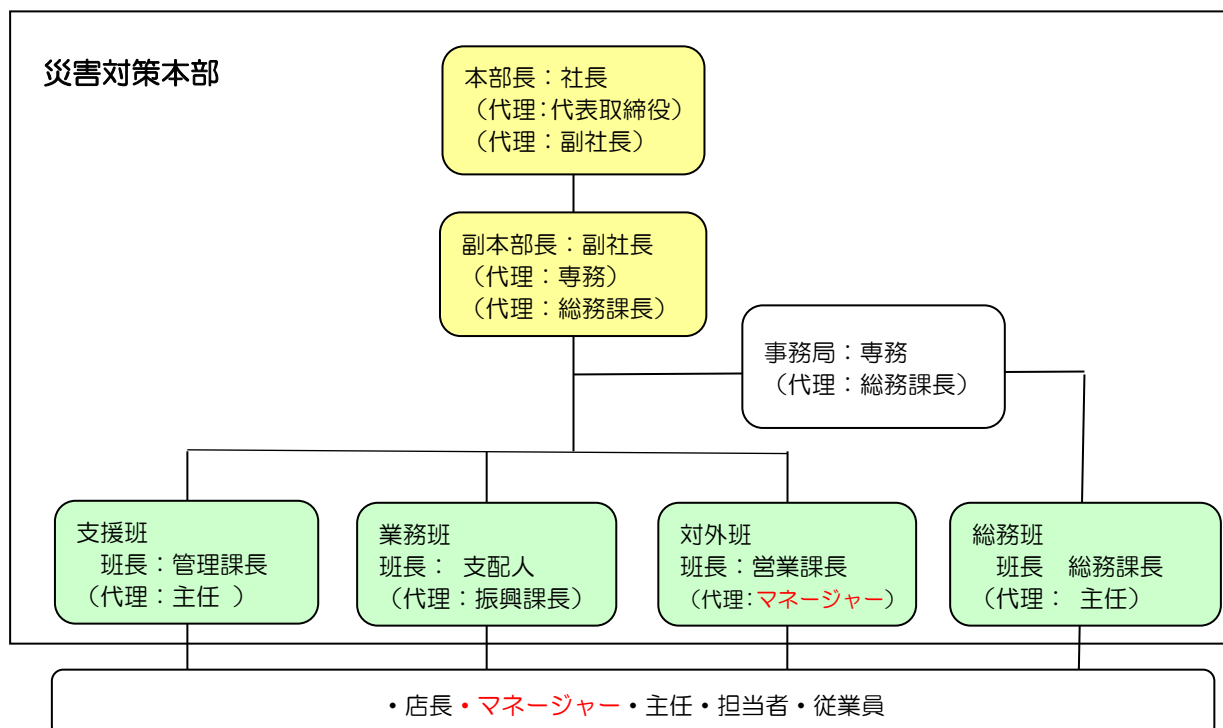 災害対策本部
本部長：社長
（代理：代表取締役）
（代理：副社長）
副本部長：副社長
（代理：専務）
（代理：総務課長）
事務局：専務
（代理：総務課長）
支援班
班長：管理課長
（代理：主任 ）
業務班
班長： 支配人
（代理：振興課長）
対外班
班長：営業課長
（代理：マネージャー）
総務班
班長　総務課長
（代理： 主任）
・店長・マネージャー・主任・担当者・従業員